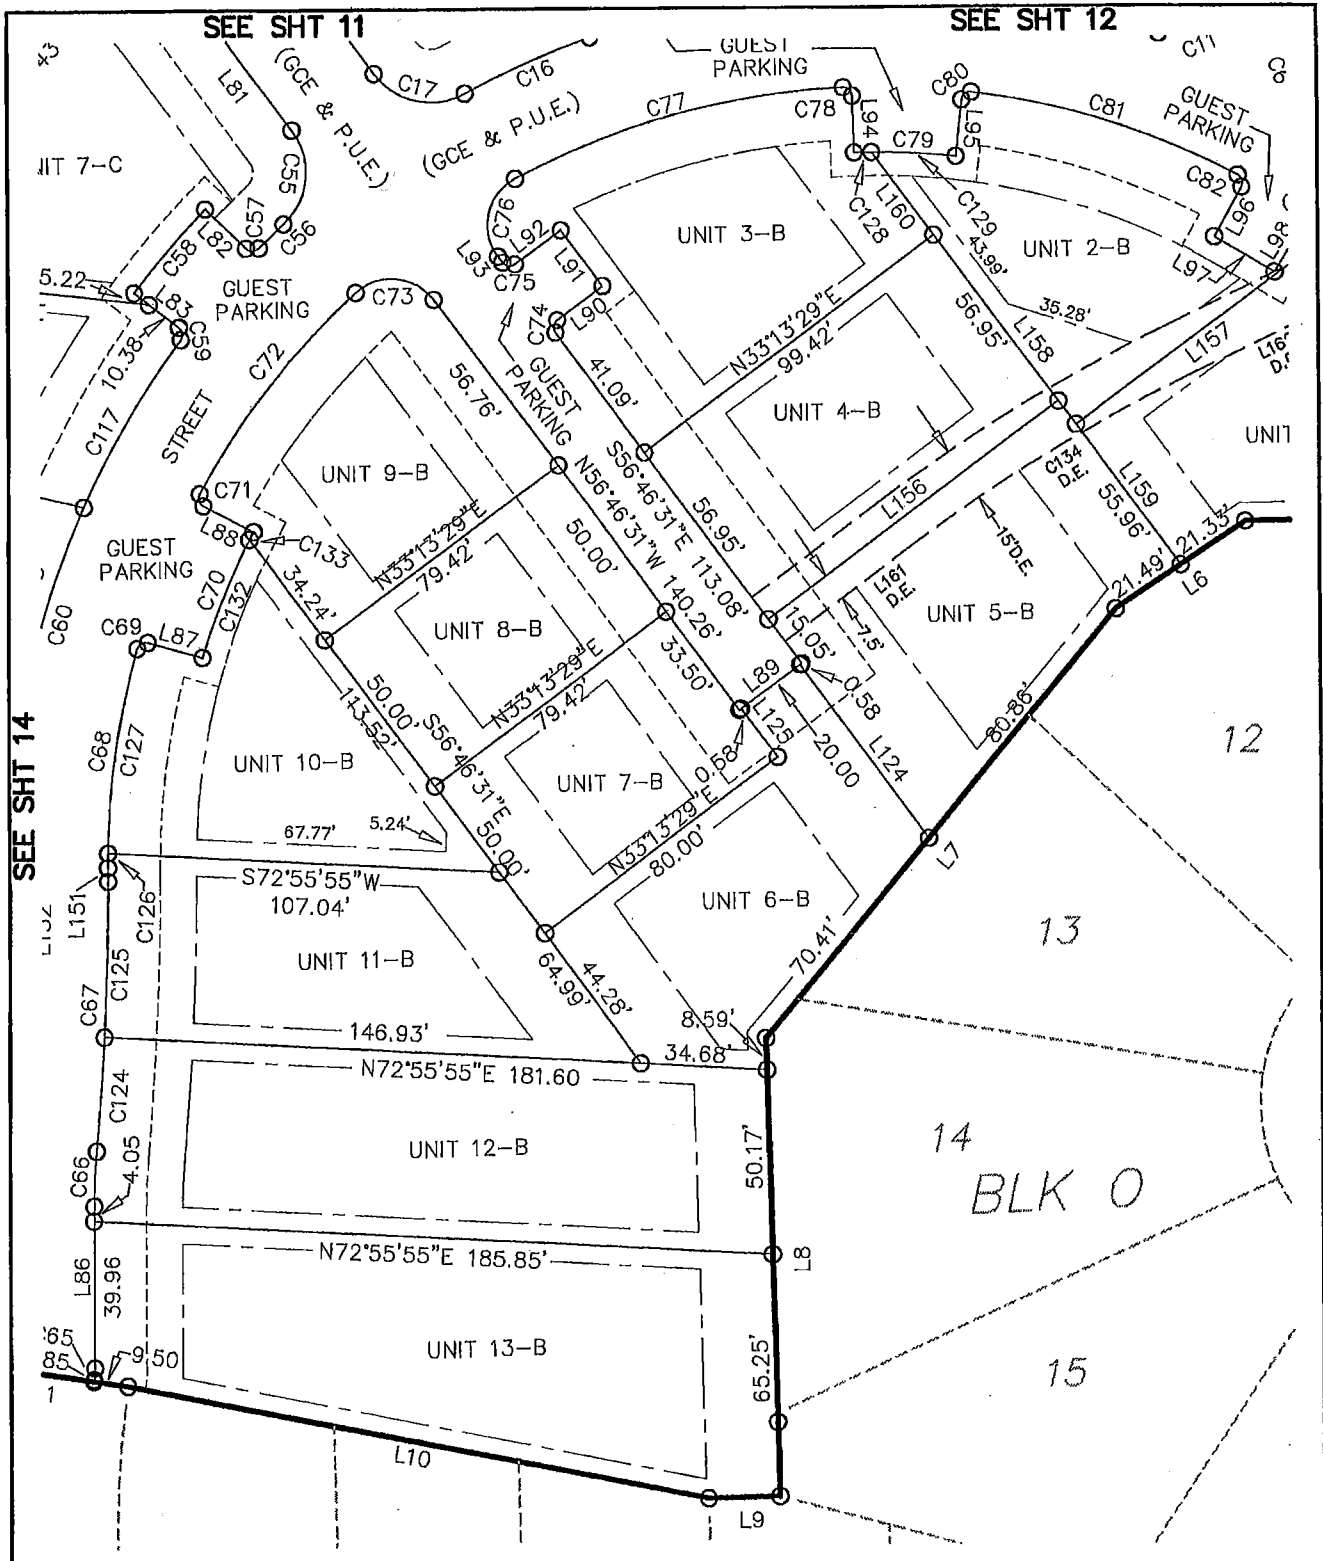 SEE SHT 11
SEE SHT 12
SEE SHT 14
43
L81
(GCE & P.U.E.)
C17
C16
(GCE & P.U.E.)
C77
GUEST
PARKING
C78
L94
C79
C80
L95
C81
C11
GUEST
PARKING
C82
L96
L98
L97
C55
C56
C57
L82
C58
5.22
L83
10.38
C59
C117
GUEST
PARKING
STREET
C72
C73
C76
L93
C75
L92
L91
L90
C74
GUEST
PARKING
UNIT 3-B
L160
C128
C129
43.99'
UNIT 2-B
35.28'
N33°13'29"E
99.42'
56.95'
L158
L157
UNIT 4-B
41.09'
S56°46'31"E 113.08'
56.95'
L156
C134
D.E.
L159
55.96'
21.33'
L6
21.49'
15'D.E.
L161
D.E.
7.5'
UNIT 5-B
80.86'
56.76'
UNIT 9-B
N56°46'31"W 140.26'
50.00'
33.50'
N33°13'29"E
79.42'
C71
L88
C133
34.24'
GUEST
PARKING
C70
C132
C60
C69
L87
UNIT 8-B
N33°13'29"E
79.42'
15.05'
L89
0.58
L125
20.00
L124
0.58
C68
C127
50.00'
113.52'
S56°46'31"E
UNIT 10-B
UNIT 7-B
67.77'
5.24'
50.00'
N33°13'29'E
80.00'
UNIT 6-B
L7
12
13
S72°55'55"W
107.04'
L151
C126
C125
UNIT 11-B
44.28'
64.99'
70.41'
C67
146.93'
34.68'
8.59'
N72°55'55"E 181.60
C124
UNIT 12-B
50.17'
14
BLK O
C66
4.05
N72°55'55"E 185.85'
L8
L86
39.96
UNIT 13-B
65.25'
15
9.50
1
L10
L9